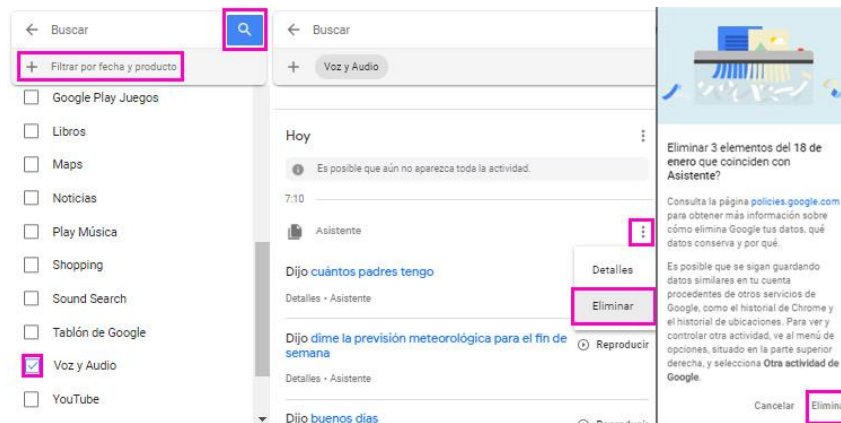 Buscar
+ Filtrar por fecha y producto
Google Play Juegos
Libros
Maps
Noticias
Play Música
Shopping
Sound Search
Tablón de Google
Voz y Audio
YouTube
Buscar
+ Voz y Audio
Hoy
Es posible que aún no aparezca toda la actividad.
7:10
Asistente
Dijo cuántos padres tengo
Detalles • Asistente
Detalles
Eliminar
Dijo dime la previsión meteorológica para el fin de
semana
Reproducir
Detalles • Asistente
Dijo buenos días
Eliminar 3 elementos del 18 de
enero que coinciden con
Asistente?
Consulta la página policies.google.com
para obtener más información sobre
cómo elimina Google tus datos, qué
datos conserva y por qué.
Es posible que se sigan guardando
datos similares en tu cuenta
procedentes de otros servicios de
Google, como el historial de Chrome y
el historial de ubicaciones. Para ver y
controlar otra actividad, ve al menú de
opciones, situado en la parte superior
derecha, y selecciona Otra actividad de
Google.
Cancelar